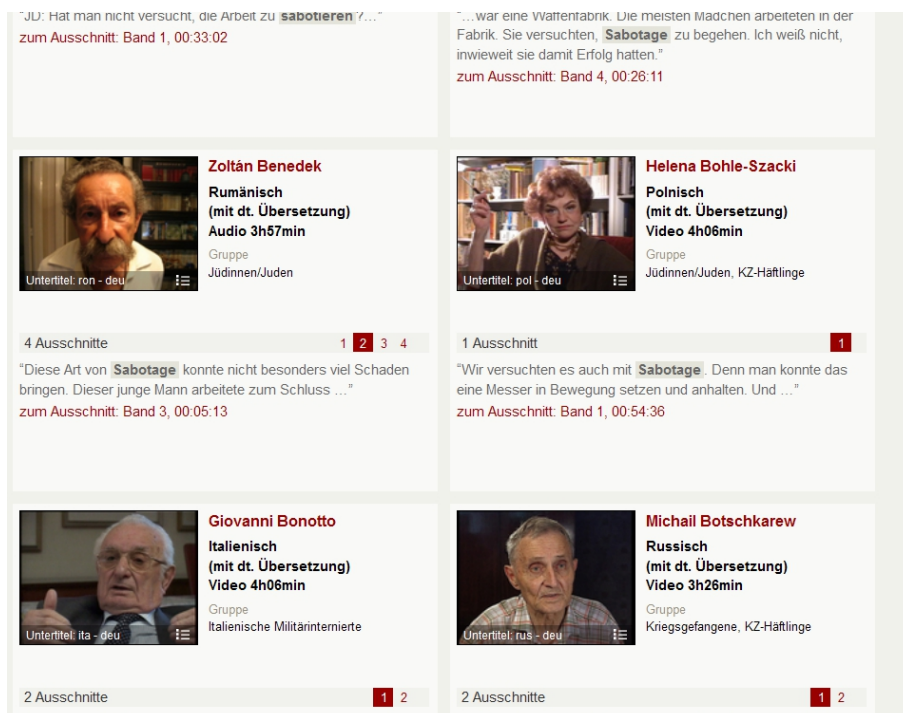 "JD: Hat man nicht versucht, die Arbeit zu sabotieren?…"
zum Ausschnitt: Band 1, 00:33:02
"…war eine Waffenfabrik. Die meisten Mädchen arbeiteten in der
Fabrik. Sie versuchten, Sabotage zu begehen. Ich weiß nicht,
inwieweit sie damit Erfolg hatten."
zum Ausschnitt: Band 4, 00:26:11
Zoltán Benedek
Rumänisch
(mit dt. Übersetzung)
Audio 3h57min
Gruppe
Jüdinnen/Juden
Untertitel: ron - deu
4 Ausschnitte 1 2 3 4
"Diese Art von Sabotage konnte nicht besonders viel Schaden
bringen. Dieser junge Mann arbeitete zum Schluss …"
zum Ausschnitt: Band 3, 00:05:13
Helena Bohle-Szacki
Polnisch
(mit dt. Übersetzung)
Video 4h06min
Gruppe
Jüdinnen/Juden, KZ-Häftlinge
Untertitel: pol - deu
1 Ausschnitt 1
"Wir versuchten es auch mit Sabotage. Denn man konnte das
eine Messer in Bewegung setzen und anhalten. Und …"
zum Ausschnitt: Band 1, 00:54:36
Giovanni Bonotto
Italienisch
(mit dt. Übersetzung)
Video 4h06min
Gruppe
Italienische Militärinternierte
Untertitel: ita - deu
2 Ausschnitte 1 2
Michail Botschkarew
Russisch
(mit dt. Übersetzung)
Video 3h26min
Gruppe
Kriegsgefangene, KZ-Häftlinge
Untertitel: rus - deu
2 Ausschnitte 1 2